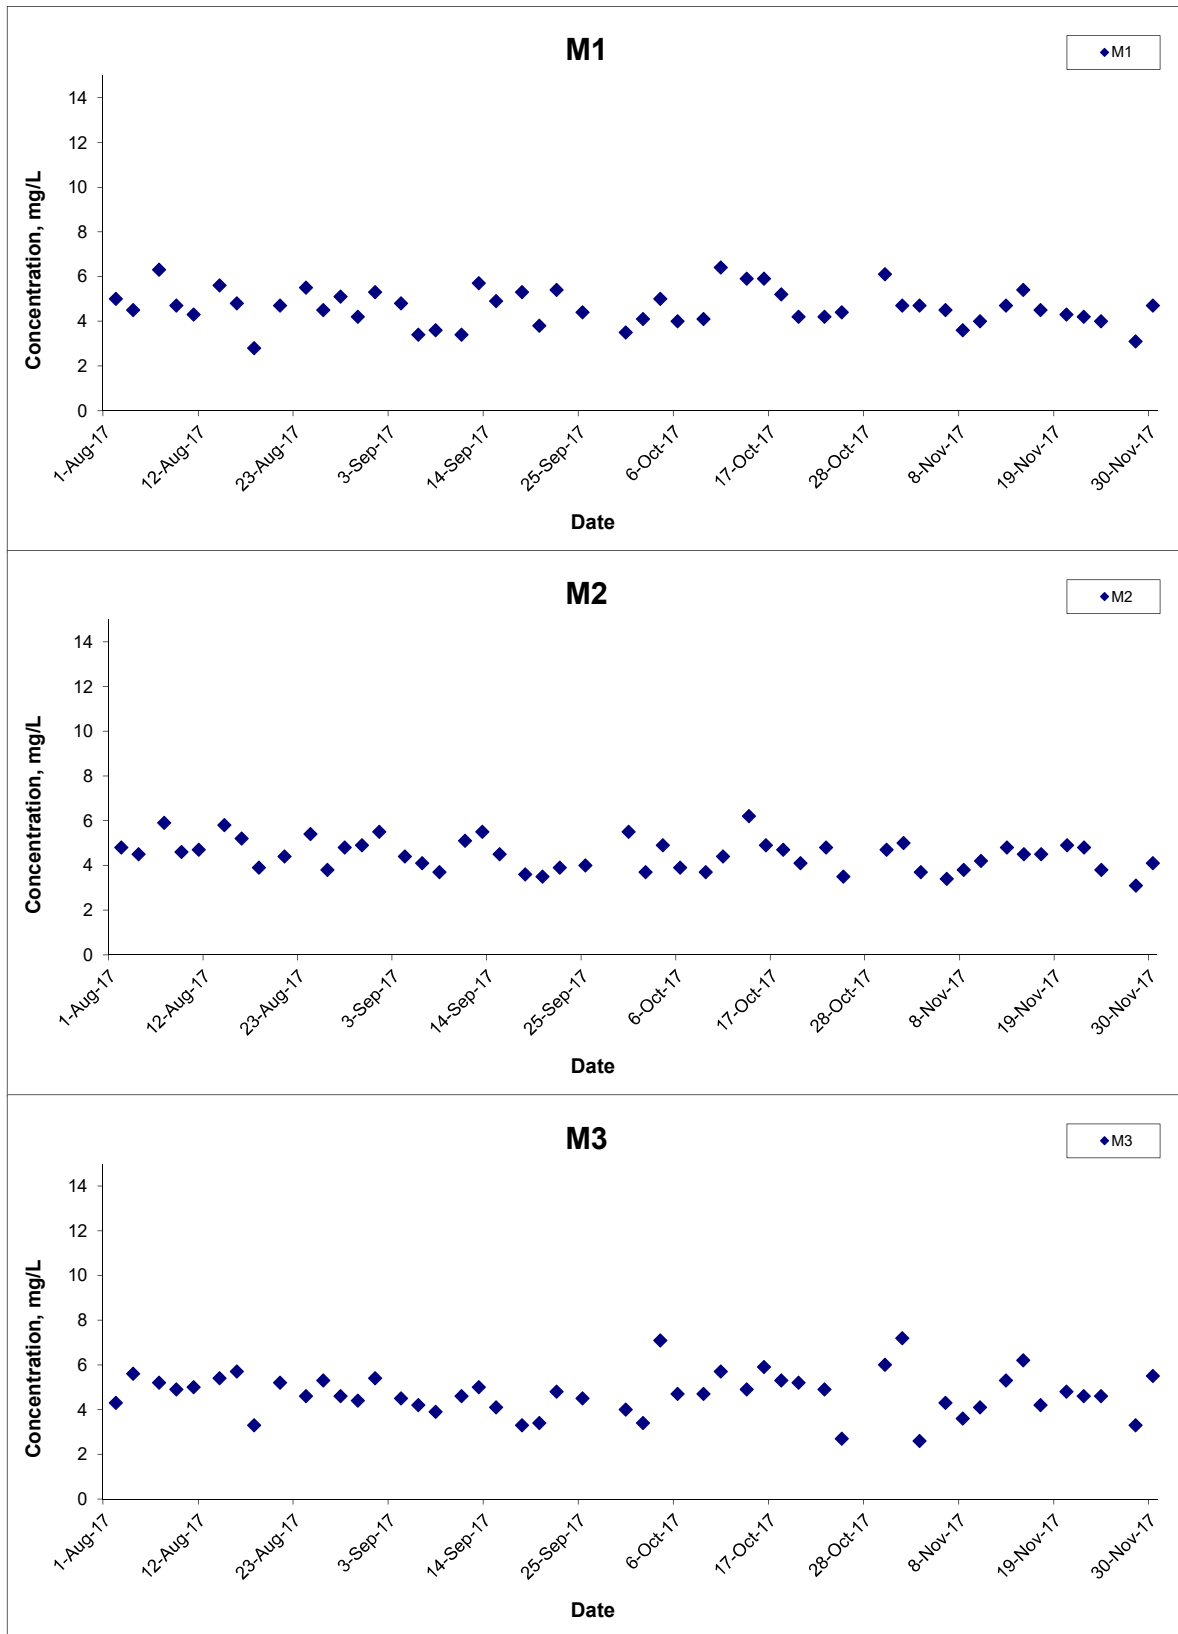 M1
M1
Concentration, mg/L
14
12
10
8
6
4
2
0
1-Aug-17
12-Aug-17
23-Aug-17
3-Sep-17
14-Sep-17
25-Sep-17
6-Oct-17
17-Oct-17
28-Oct-17
8-Nov-17
19-Nov-17
30-Nov-17
Date
M2
M2
Concentration, mg/L
14
12
10
8
6
4
2
0
1-Aug-17
12-Aug-17
23-Aug-17
3-Sep-17
14-Sep-17
25-Sep-17
6-Oct-17
17-Oct-17
28-Oct-17
8-Nov-17
19-Nov-17
30-Nov-17
Date
M3
M3
Concentration, mg/L
14
12
10
8
6
4
2
0
1-Aug-17
12-Aug-17
23-Aug-17
3-Sep-17
14-Sep-17
25-Sep-17
6-Oct-17
17-Oct-17
28-Oct-17
8-Nov-17
19-Nov-17
30-Nov-17
Date